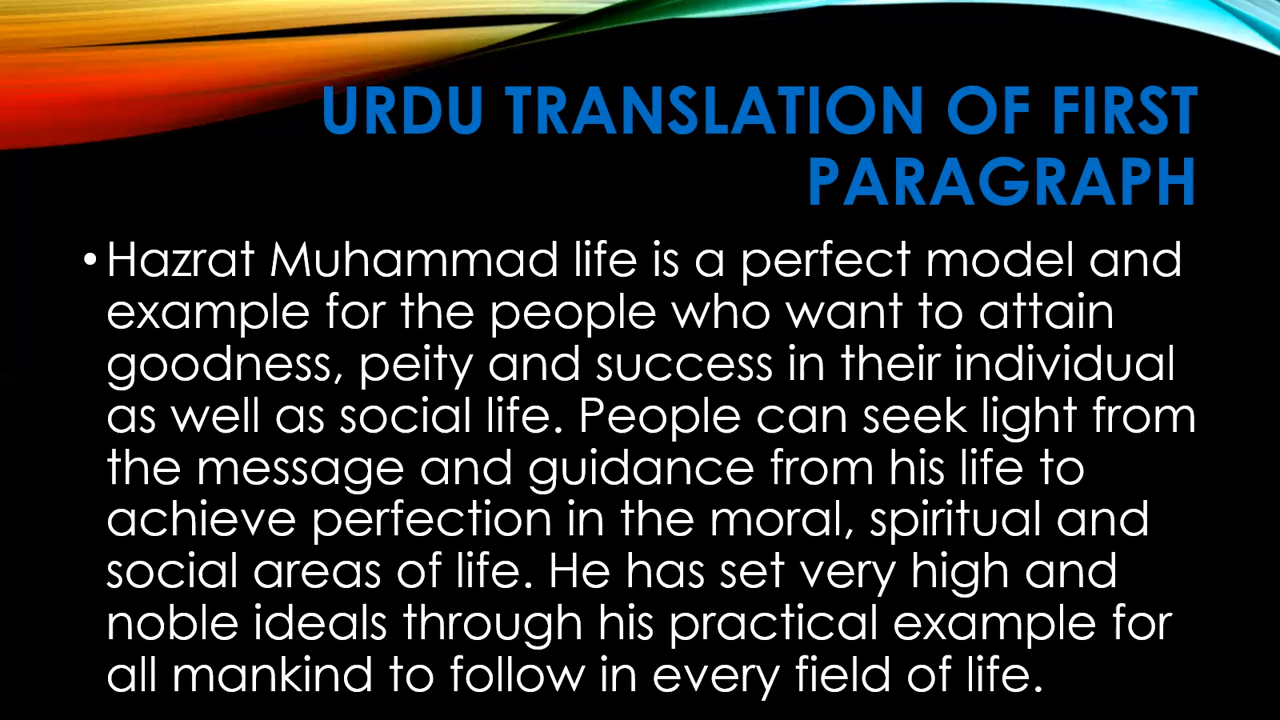 URDU TRANSLATION OF FIRST
PARAGRAPH
•Hazrat Muhammad life is a perfect model and
example for the people who want to attain
goodness, peity and success in their individual
as well as social life. People can seek light from
the message and guidance from his life to
achieve perfection in the moral, spiritual and
social areas of life. He has set very high and
noble ideals through his practical example for
all mankind to follow in every field of life.